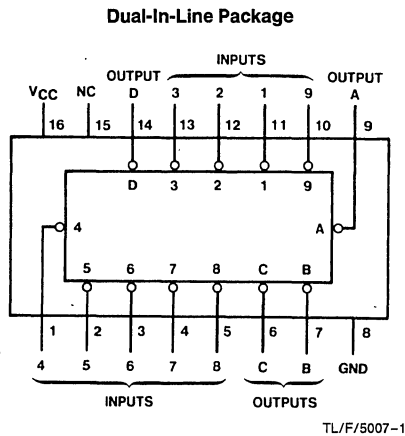 Dual-In-Line Package
INPUTS
OUTPUT OUTPUT
VCC NC D 3 2 1 9 A
16 15 14 13 12 11 10 9
D 3 2 1 9
4 A
5 6 7 8 C B
1 2 3 4 5 6 7 8
4 5 6 7 8 C B GND
INPUTS OUTPUTS
TL/F/5007-1